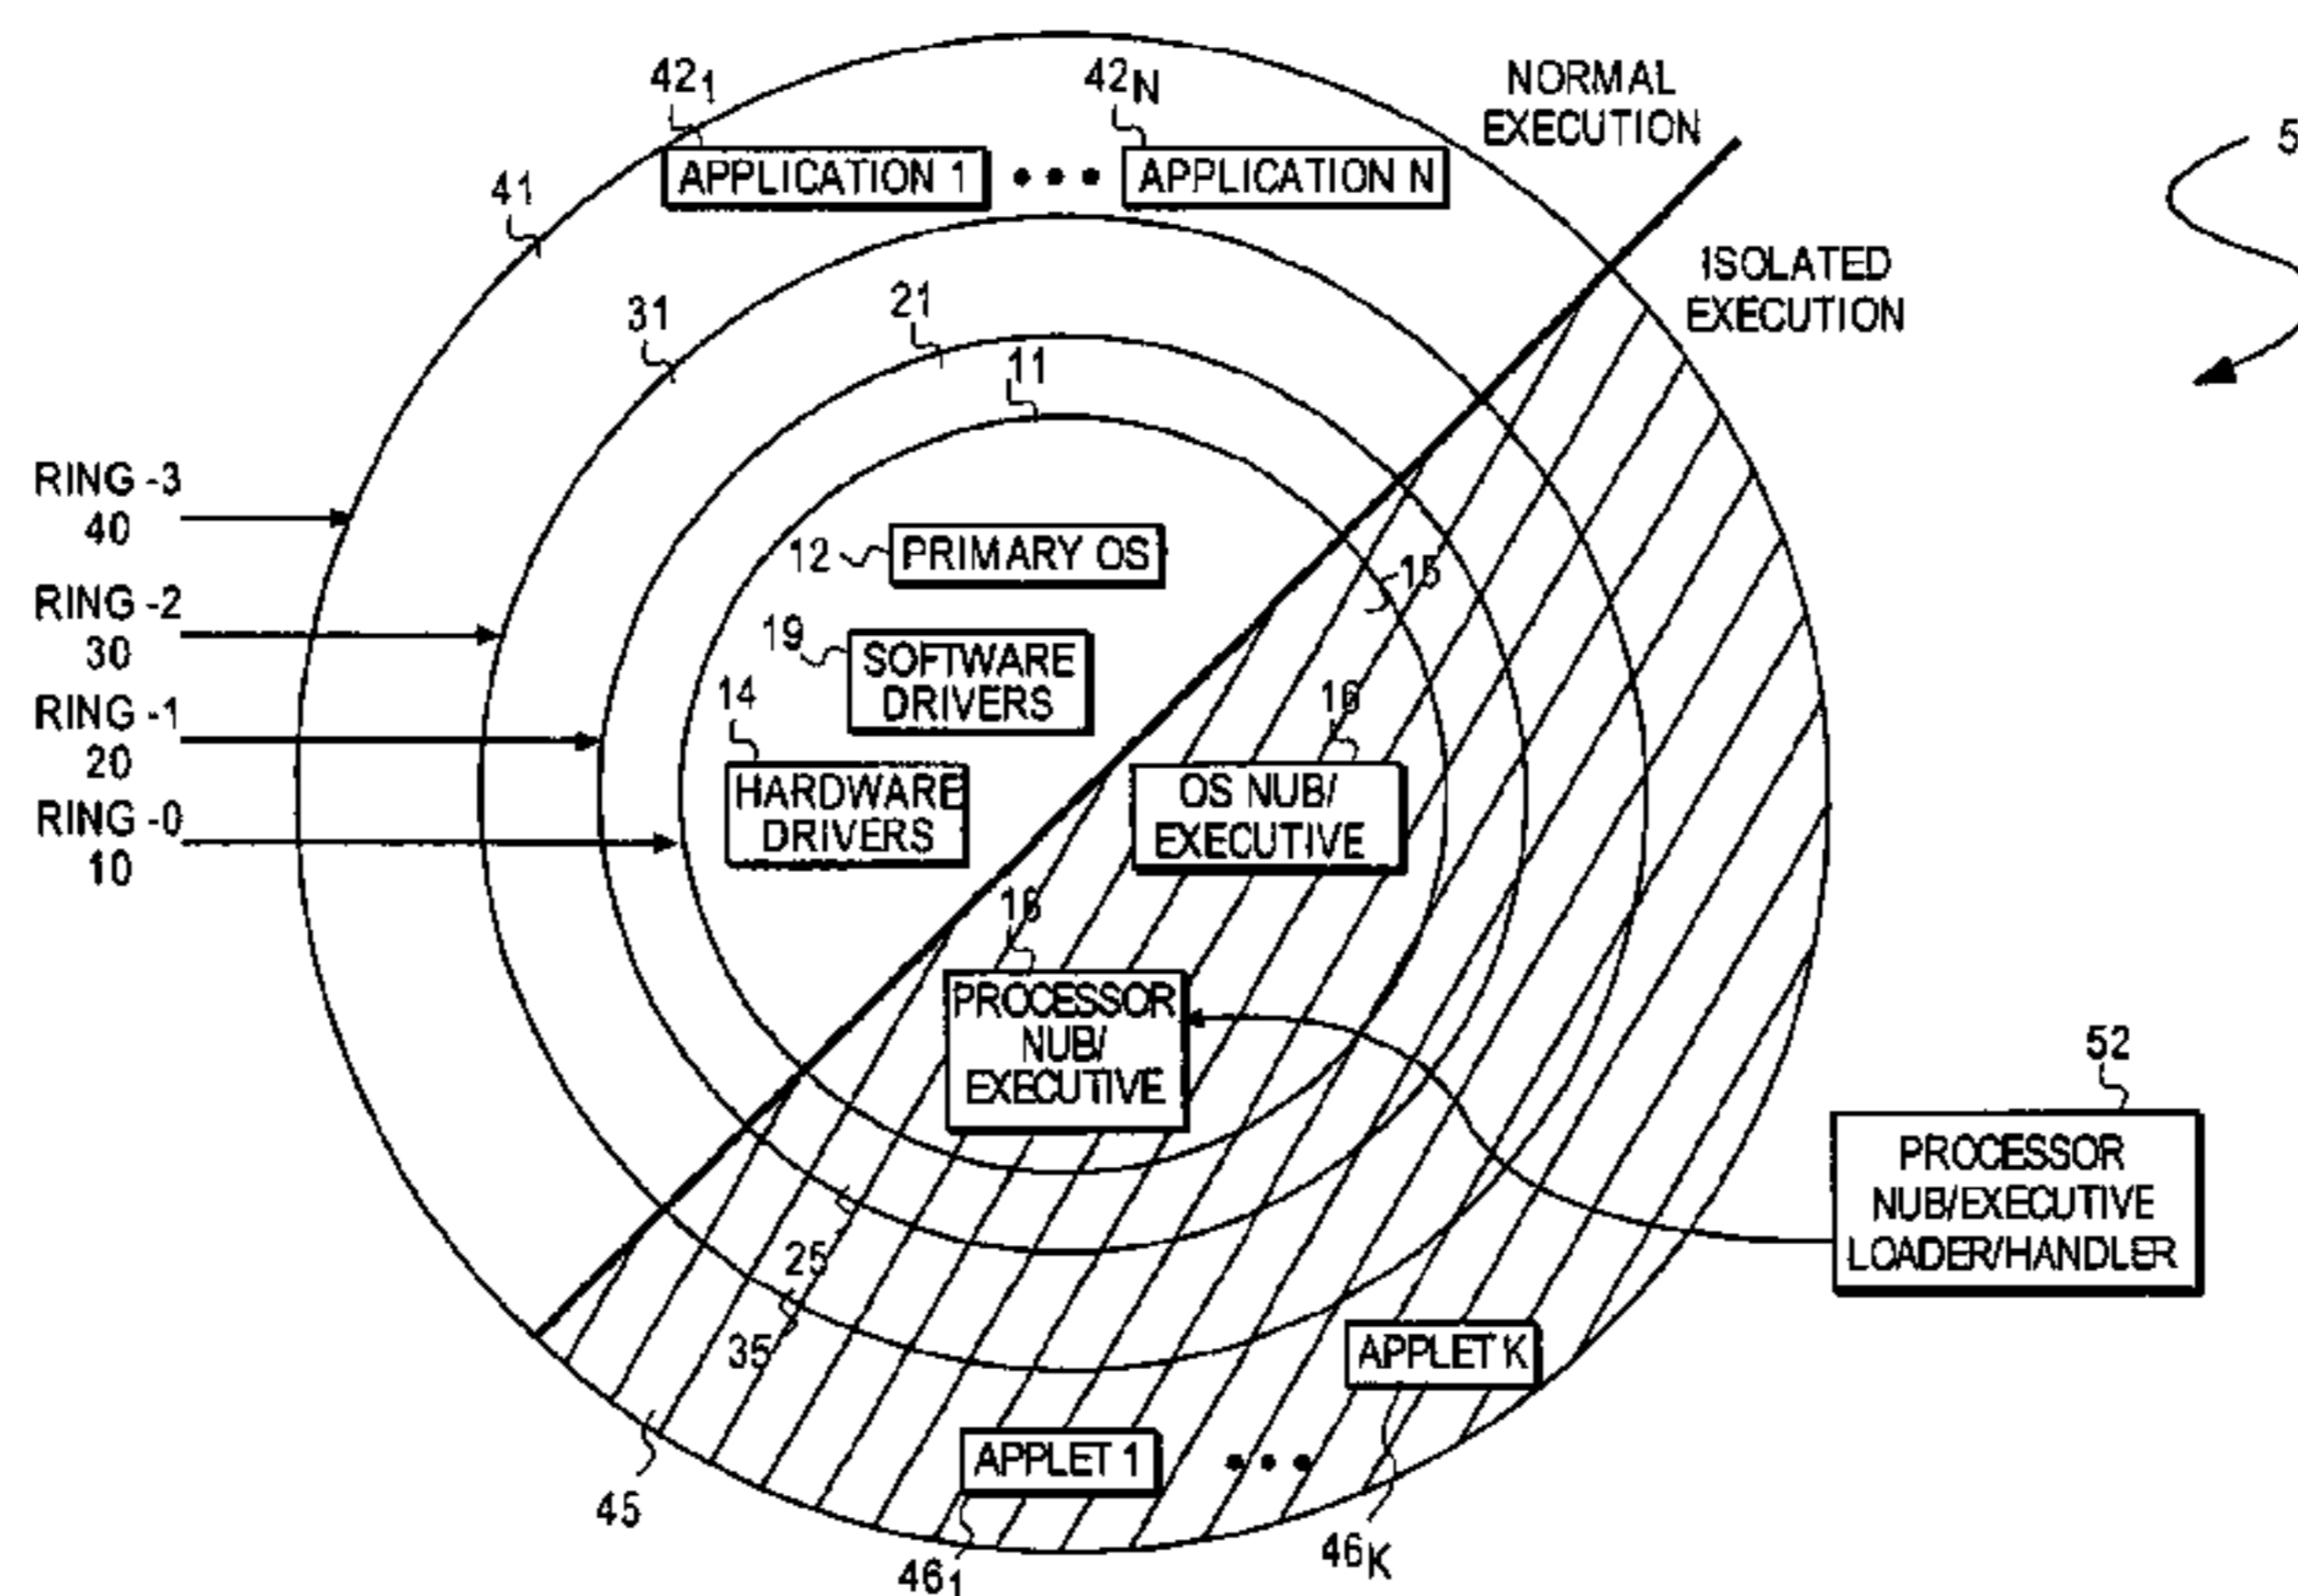 42₁
42N
NORMAL
EXECUTION
5
APPLICATION 1 ••• APPLICATION N
41
ISOLATED
EXECUTION
31
21
11
RING -3
40
12
PRIMARY OS
15
RING -2
30
19
SOFTWARE
DRIVERS
RING -1
20
14
16
HARDWARE
DRIVERS
OS NUB/
EXECUTIVE
RING -0
10
18
PROCESSOR
NUB/
EXECUTIVE
52
PROCESSOR
NUB/EXECUTIVE
LOADER/HANDLER
25
35
APPLET K
APPLET 1 •••
45
46₁
46K